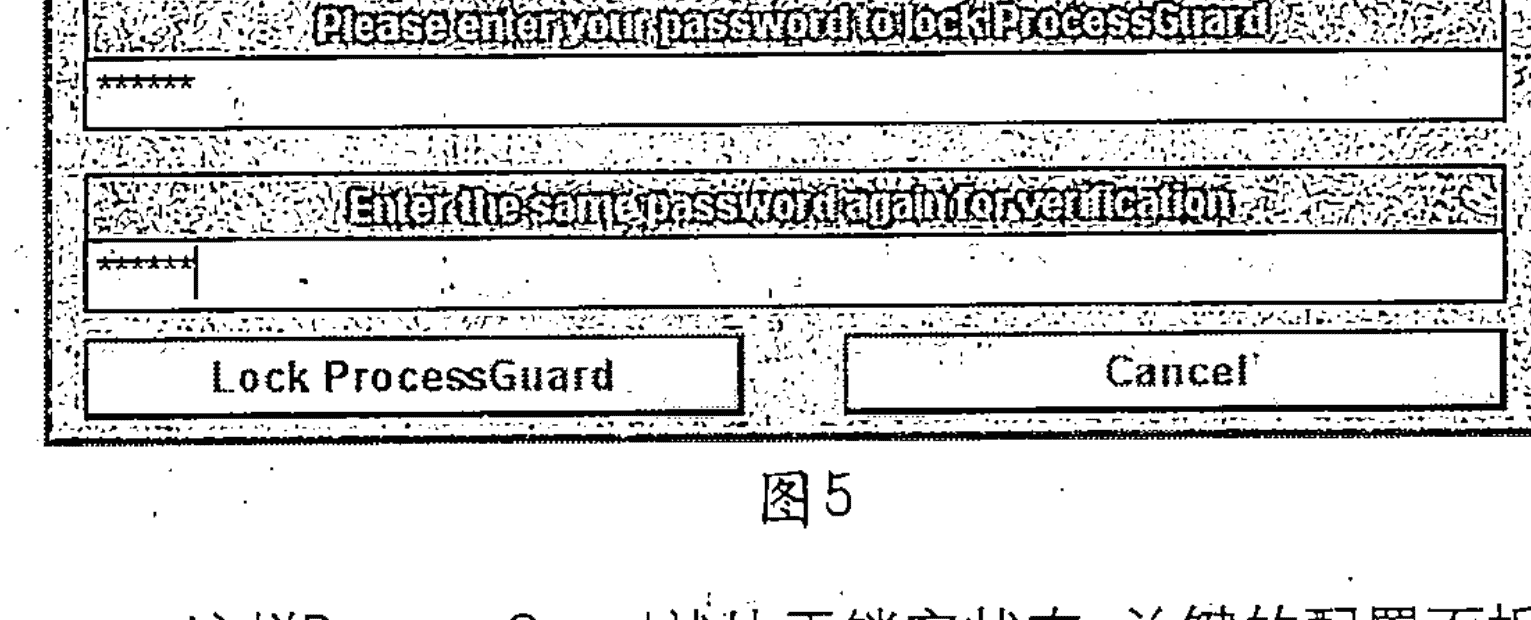 Please enter your password to lock ProcessGuard
******
Enter the same password again for verification
******
Lock ProcessGuard
Cancel
图5